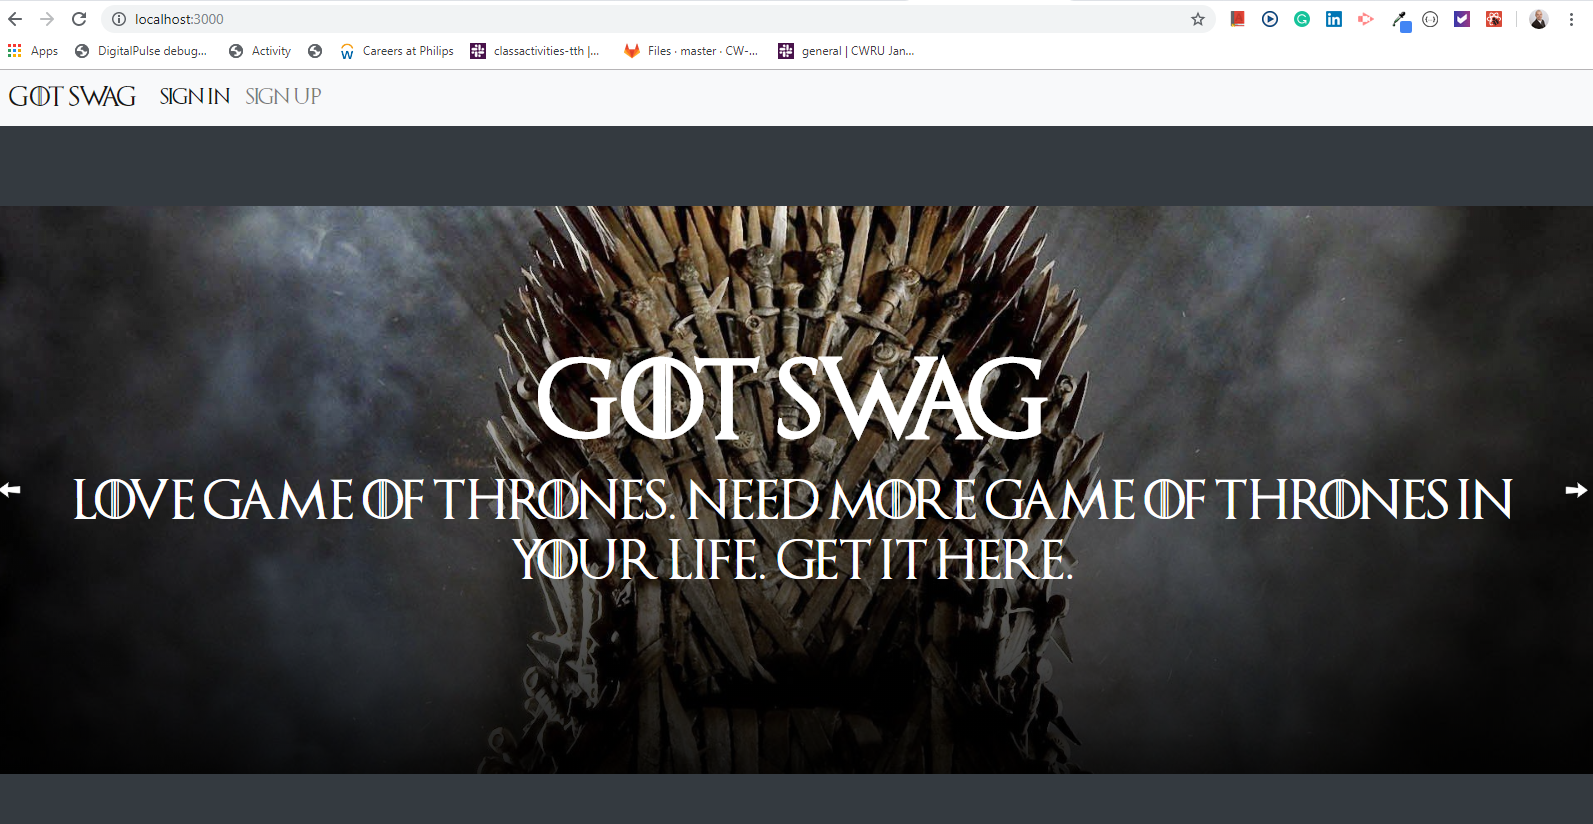 localhost:3000
Apps DigitalPulse debug... Activity Careers at Philips classactivities-tth |... Files · master · CW-... general | CWRU Jan...
GOT SWAG SIGN IN SIGN UP
GOT SWAG
LOVE GAME OF THRONES. NEED MORE GAME OF THRONES IN
YOUR LIFE. GET IT HERE.